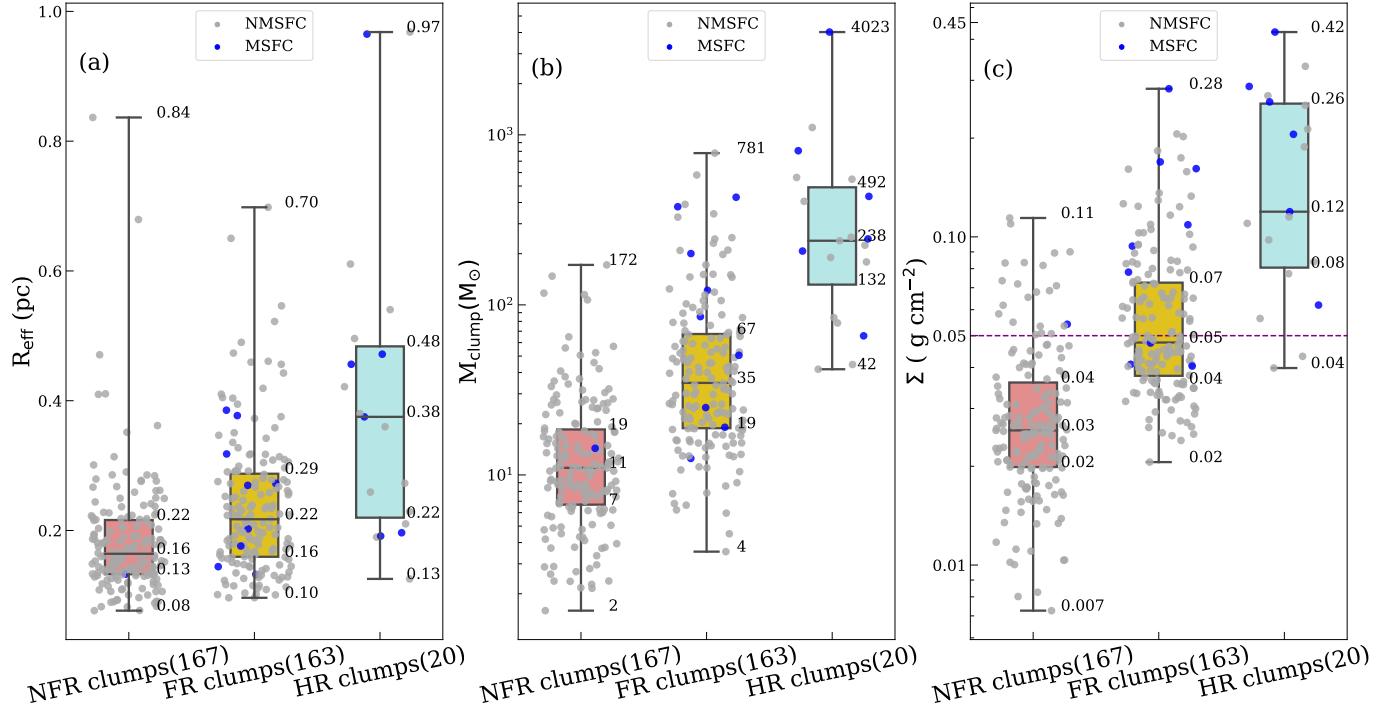 (a)
NMSFC
MSFC
R_eff (pc)
1.0
0.8
0.6
0.4
0.2
0.84
0.22
0.16
0.13
0.08
0.70
0.29
0.22
0.16
0.10
0.97
0.48
0.38
0.22
0.13
NFR clumps(167)
FR clumps(163)
HR clumps(20)
(b)
NMSFC
MSFC
M_clump(M_⊙)
10^3
10^2
10^1
172
19
11
7
2
781
67
35
19
4
4023
492
238
132
42
NFR clumps(167)
FR clumps(163)
HR clumps(20)
(c)
NMSFC
MSFC
Σ ( g cm^−2)
0.45
0.10
0.05
0.01
0.11
0.04
0.03
0.02
0.007
0.28
0.07
0.05
0.04
0.02
0.42
0.26
0.12
0.08
0.04
NFR clumps(167)
FR clumps(163)
HR clumps(20)